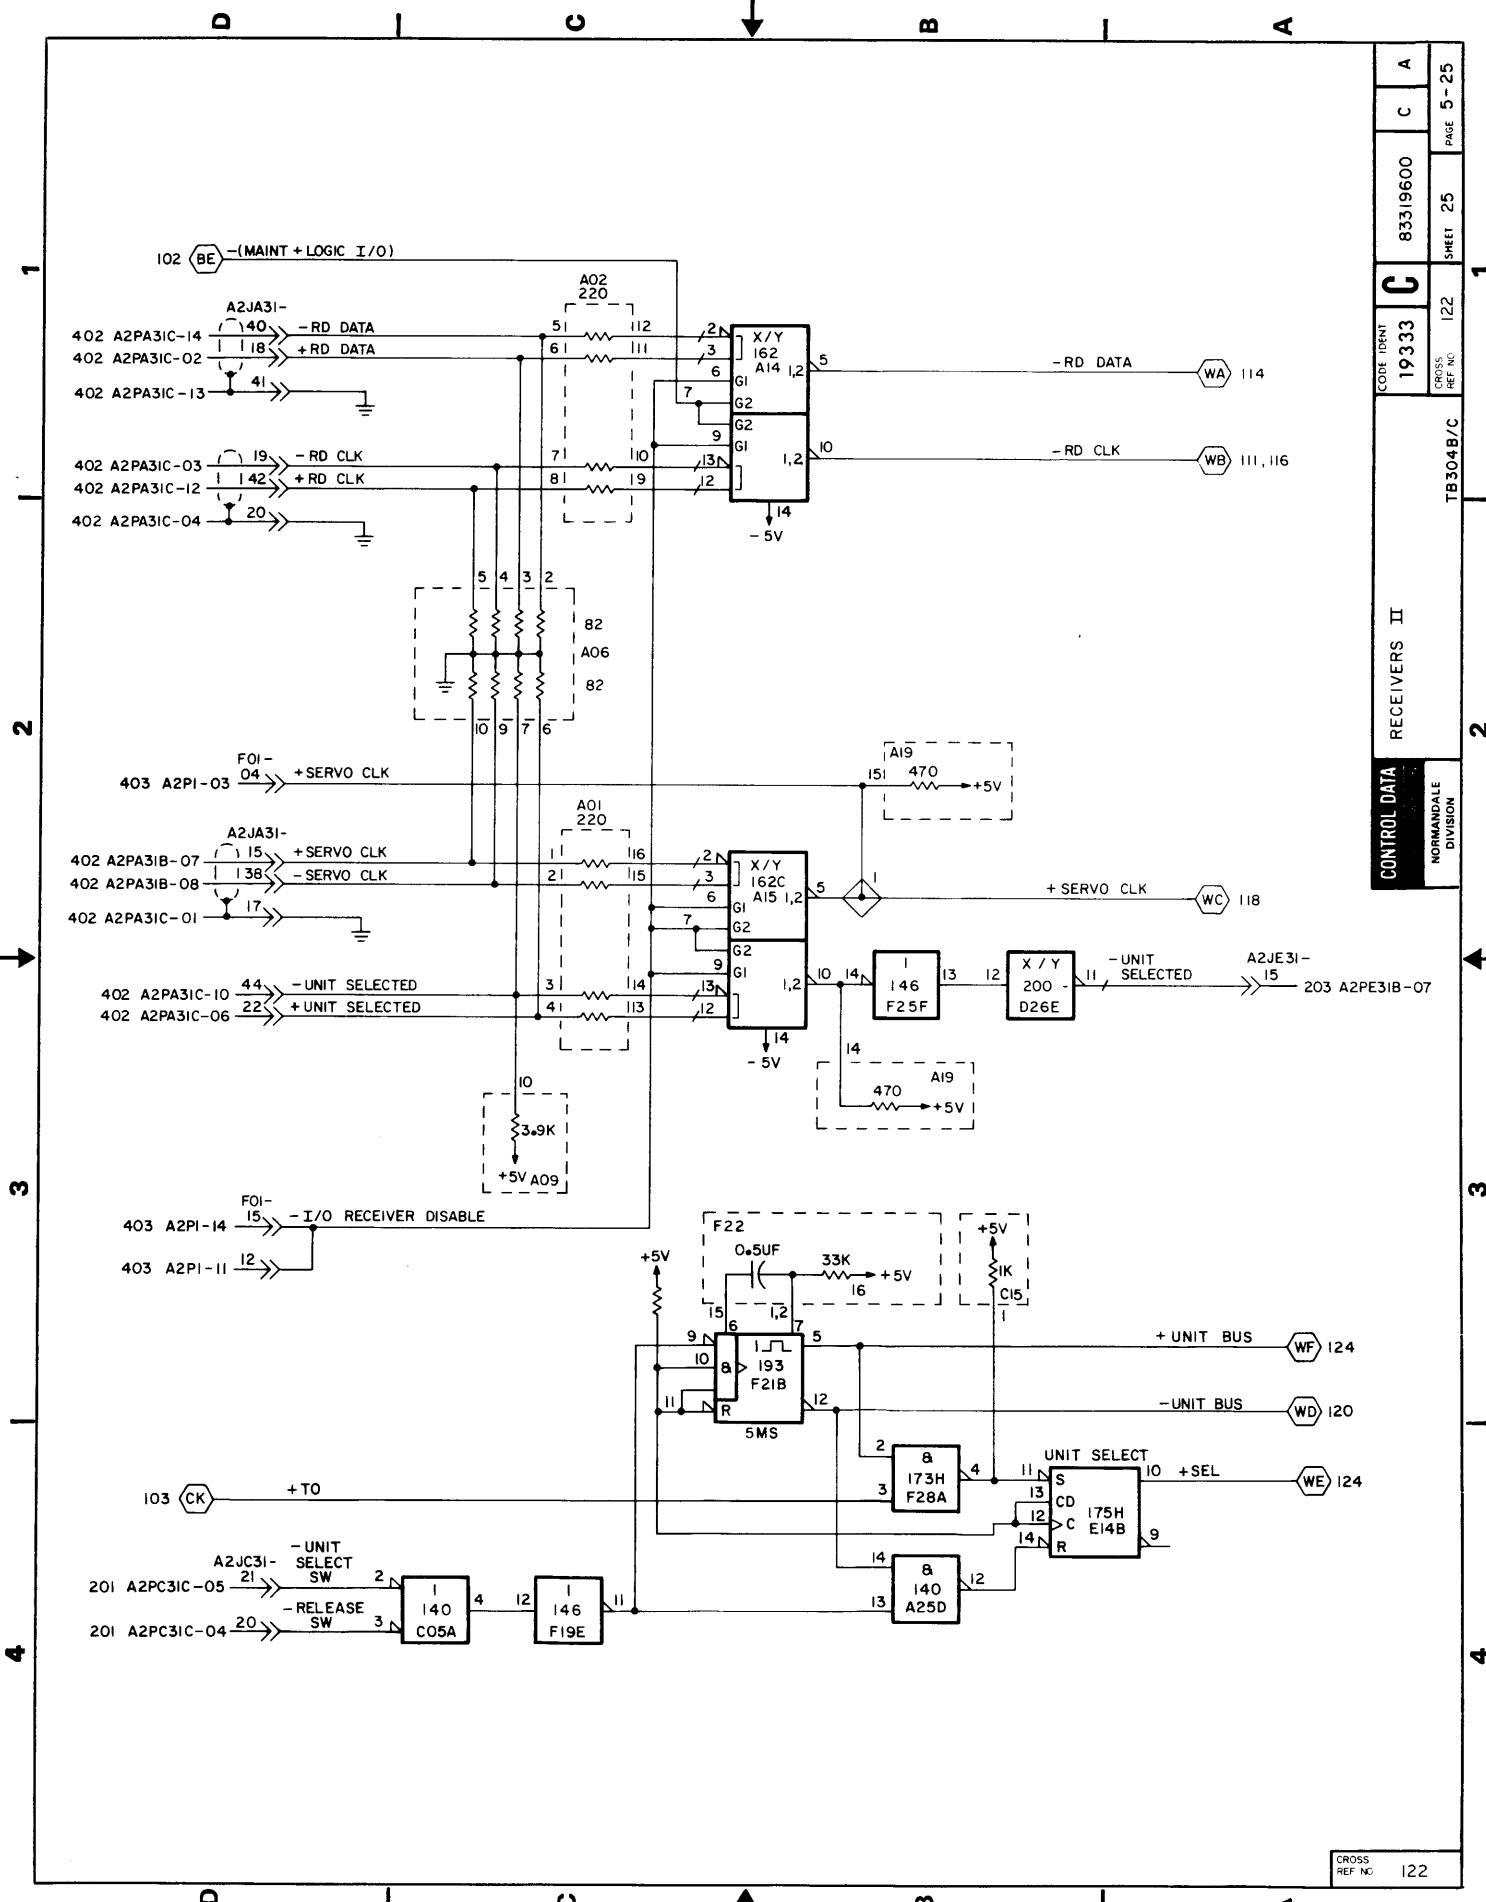 D C B A
1
102 BE -(MAINT + LOGIC I/O)
A02
220
A2JA31-
402 A2PA31C-14 40 -RD DATA 5 12 2 X/Y
402 A2PA31C-02 18 +RD DATA 6 11 3 162
A14 1,2 5 -RD DATA WA 114
6 G1
402 A2PA31C-13 41 7 G2
G2
9 G1
402 A2PA31C-03 19 -RD CLK 7 10 13 1,2 10 -RD CLK WB 111,116
402 A2PA31C-12 42 +RD CLK 8 19 12
402 A2PA31C-04 20 14
-5V
5 4 3 2
82
A06
82
10 9 7 6
2
F01-
403 A2P1-03 04 +SERVO CLK
A19
15 470 +5V
A01
220
A2JA31-
402 A2PA31B-07 15 +SERVO CLK 1 16 2 X/Y
402 A2PA31B-08 38 -SERVO CLK 2 15 3 162C
A15 1,2 5 1 +SERVO CLK WC 118
6 G1
402 A2PA31C-01 17 7 G2
G2
9 G1
402 A2PA31C-10 44 -UNIT SELECTED 3 14 13 1,2 10 14
402 A2PA31C-06 22 +UNIT SELECTED 4 13 12
14
-5V
1
146
F25F
13 12
X/Y
200 -
D26E
11 -UNIT
SELECTED
A2JE31-
15 203 A2PE31B-07
14
A19
470 +5V
10
3.9K
+5V A09
3
F01-
403 A2P1-14 15 -I/O RECEIVER DISABLE
403 A2P1-11 12
+5V
F22
0.5UF
33K +5V
16
15 1,2
+5V
1K
C15
1
9 6 7 5 +UNIT BUS WF 124
10 & 1
193
F21B
11 R 12 -UNIT BUS WD 120
5MS
2 &
173H
F28A
3 4
UNIT SELECT
11 S 10 +SEL WE 124
13 CD
12 C 175H
E14B
14 R 9
103 CK +TO
14 &
140
A25D
13 12
A2JC31-
-UNIT
SELECT
SW
201 A2PC31C-05 21 2
-RELEASE
SW
201 A2PC31C-04 20 3
1
140
C05A
4 12
1
146
F19E
11
4
CONTROL DATA
NORMANDALE
DIVISION
RECEIVERS II
TB304B/C
CODE IDENT
19333
C
83319600
C
A
CROSS
REF NO 122
SHEET 25
PAGE 5-25
1
2
3
4
CROSS
REF NO 122